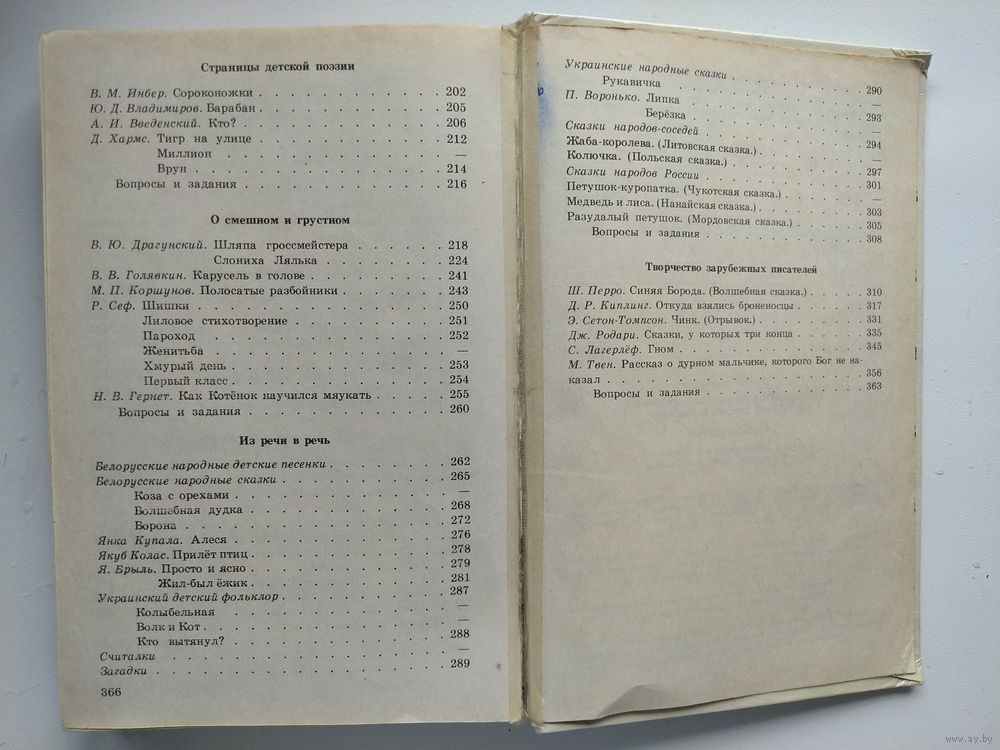 Страницы детской поэзии
В. М. Инбер. Сороконожки . . . . . . . . . . . . 202
Ю. Д. Владимиров. Барабан . . . . . . . . . . . . 205
А. И. Введенский. Кто? . . . . . . . . . . . . 206
Д. Хармс. Тигр на улице . . . . . . . . . . . . 212
Миллион . . . . . . . . . . . . —
Врун . . . . . . . . . . . . 214
Вопросы и задания . . . . . . . . . . . . 216
О смешном и грустном
В. Ю. Драгунский. Шляпа гроссмейстера . . . . . . 218
Слониха Лялька . . . . . . . . 224
В. В. Голявкин. Карусель в голове . . . . . . . . 241
М. П. Коршунов. Полосатые разбойники . . . . . . 243
Р. Сеф. Шишки . . . . . . . . . . . . 250
Лиловое стихотворение . . . . . . . . 251
Пароход . . . . . . . . . . . . 252
Женитьба . . . . . . . . . . . . —
Хмурый день . . . . . . . . . . . . 253
Первый класс . . . . . . . . . . . . 254
Н. В. Гернет. Как Котёнок научился мяукать . . . . . 255
Вопросы и задания . . . . . . . . . . . . 260
Из речи в речь
Белорусские народные детские песенки . . . . . . . 262
Белорусские народные сказки . . . . . . . . . . 265
Коза с орехами . . . . . . . . . . . . —
Волшебная дудка . . . . . . . . . . . . 268
Ворона . . . . . . . . . . . . 272
Янка Купала. Алеся . . . . . . . . . . . . 276
Якуб Колас. Прилёт птиц . . . . . . . . . . . . 278
Я. Брыль. Просто и ясно . . . . . . . . . . . . 279
Жил-был ёжик . . . . . . . . . . . . 281
Украинский детский фольклор . . . . . . . . . . 287
Колыбельная . . . . . . . . . . . . —
Волк и Кот . . . . . . . . . . . . —
Кто вытянул? . . . . . . . . . . . . 288
Считалки . . . . . . . . . . . . —
Загадки . . . . . . . . . . . . 289
366
Украинские народные сказки . . . . . . . . . . 290
Рукавичка . . . . . . . . . . . . —
П. Воронько. Липка . . . . . . . . . . . . 293
Берёзка . . . . . . . . . . . . —
Сказки народов-соседей . . . . . . . . . . . . 294
Жаба-королева. (Литовская сказка.) . . . . . . . . —
Колючка. (Польская сказка.) . . . . . . . . . . 297
Сказки народов России . . . . . . . . . . . . 301
Петушок-куропатка. (Чукотская сказка.) . . . . . . —
Медведь и лиса. (Нанайская сказка.) . . . . . . . . 303
Разудалый петушок. (Мордовская сказка.) . . . . . . 305
Вопросы и задания . . . . . . . . . . . . 308
Творчество зарубежных писателей
Ш. Перро. Синяя Борода. (Волшебная сказка.) . . . . . 310
Д. Р. Киплинг. Откуда взялись броненосцы . . . . . . 317
Э. Сетон-Томпсон. Чинк. (Отрывок.) . . . . . . . . 331
Дж. Родари. Сказки, у которых три конца . . . . . . 335
С. Лагерлёф. Гном . . . . . . . . . . . . 345
М. Твен. Рассказ о дурном мальчике, которого Бог не на-
казал . . . . . . . . . . . . 356
Вопросы и задания . . . . . . . . . . . . 363
www.ay.by